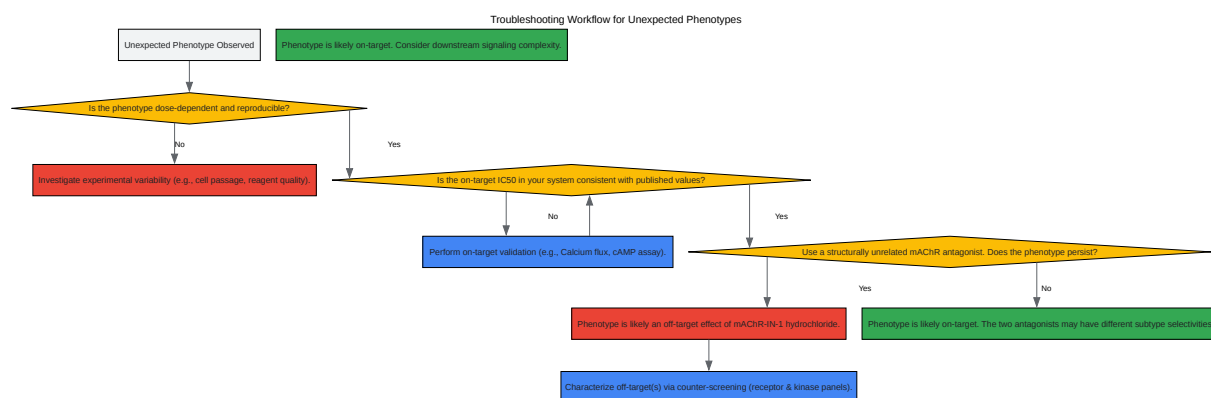 Troubleshooting Workflow for Unexpected Phenotypes
Unexpected Phenotype Observed
Phenotype is likely on-target. Consider downstream signaling complexity.
Is the phenotype dose-dependent and reproducible?
No
Yes
Investigate experimental variability (e.g., cell passage, reagent quality).
Is the on-target IC50 in your system consistent with published values?
No
Yes
Perform on-target validation (e.g., Calcium flux, cAMP assay).
Use a structurally unrelated mAChR antagonist. Does the phenotype persist?
Yes
No
Phenotype is likely an off-target effect of mAChR-IN-1 hydrochloride.
Phenotype is likely on-target. The two antagonists may have different subtype selectivities
Characterize off-target(s) via counter-screening (receptor & kinase panels).